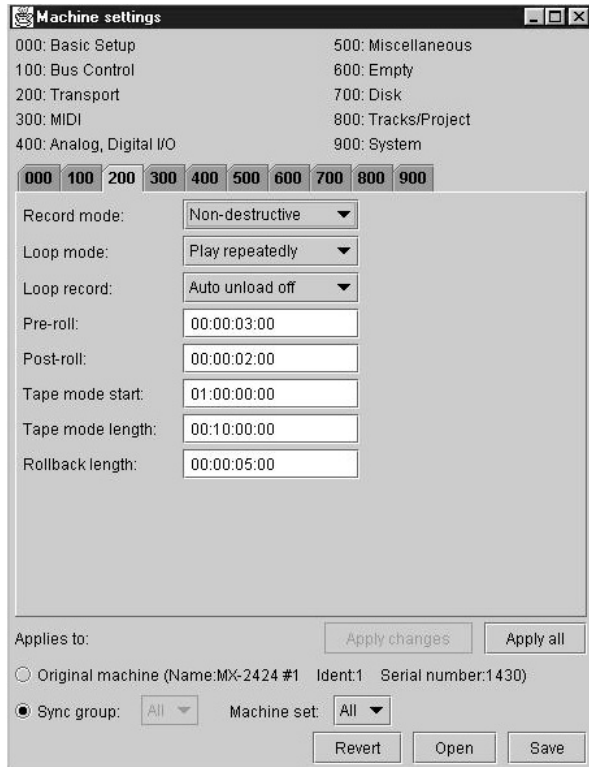 Machine settings
000: Basic Setup
500: Miscellaneous
100: Bus Control
600: Empty
200: Transport
700: Disk
300: MIDI
800: Tracks/Project
400: Analog, Digital I/O
900: System
000 100 200 300 400 500 600 700 800 900
Record mode: Non-destructive
Loop mode: Play repeatedly
Loop record: Auto unload off
Pre-roll: 00:00:03:00
Post-roll: 00:00:02:00
Tape mode start: 01:00:00:00
Tape mode length: 00:10:00:00
Rollback length: 00:00:05:00
Applies to: Apply changes Apply all
Original machine (Name:MX-2424 #1 Ident:1 Serial number:1430)
Sync group: All Machine set: All
Revert Open Save